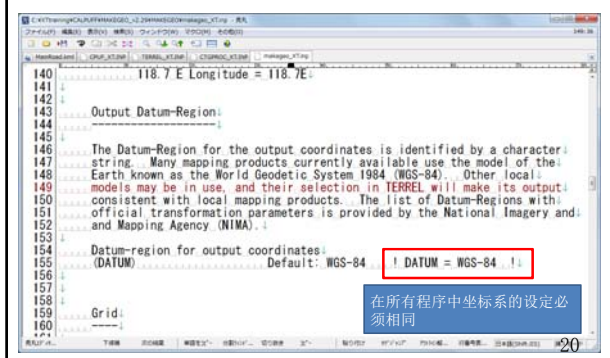 140 118.7 E Longitude = 118.7E↓
141 ↓
142 ↓
143 Output Datum-Region↓
144 -------------------↓
145 ↓
146 The Datum-Region for the output coordinates is identified by a character↓
147 string. Many mapping products currently available use the model of the↓
148 Earth known as the World Geodetic System 1984 (WGS-84). Other local↓
149 models may be in use, and their selection in TERREL will make its output↓
150 consistent with local mapping products. The list of Datum-Regions with↓
151 official transformation parameters is provided by the National Imagery and↓
152 and Mapping Agency (NIMA).↓
153 ↓
154 Datum-region for output coordinates↓
155 (DATUM) Default: WGS-84 ! DATUM = WGS-84 !↓
156 ↓
157 ↓
158 ↓
159 Grid↓
160 ----↓
在所有程序中坐标系的设定必
须相同
20